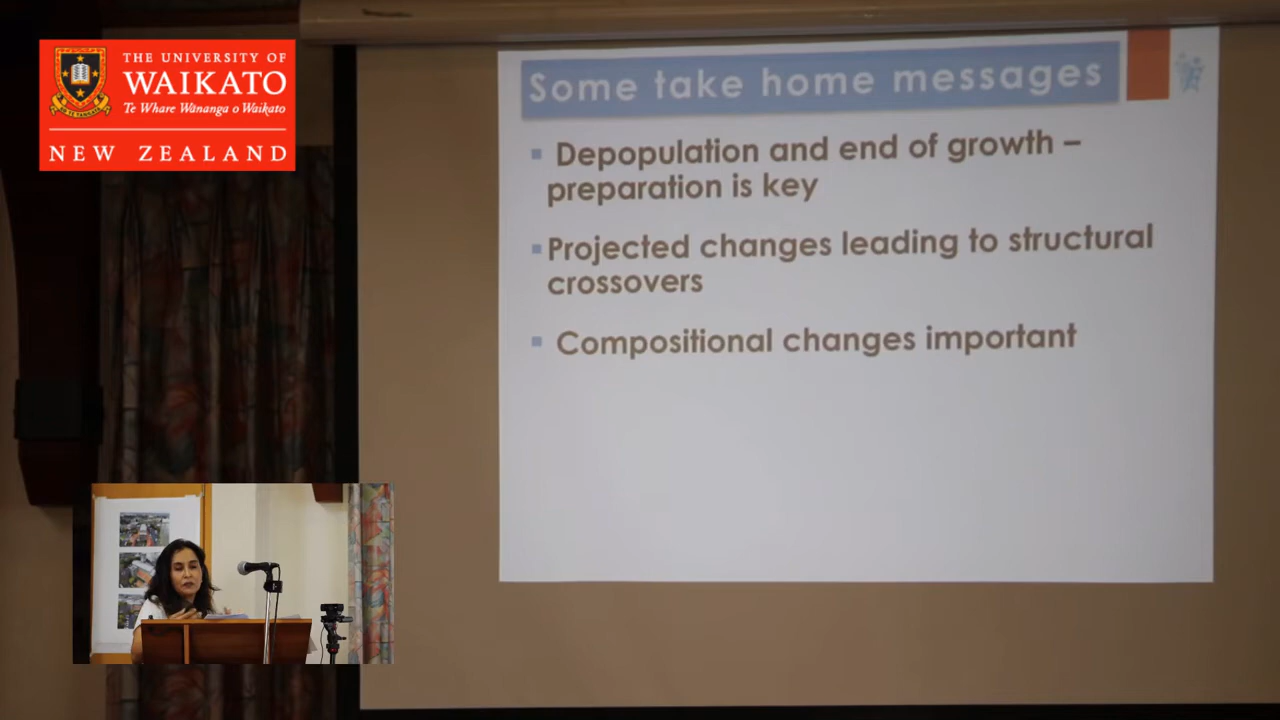 THE UNIVERSITY OF
WAIKATO
Te Whare Wānanga o Waikato
NEW ZEALAND
Some take home messages
▪ Depopulation and end of growth –
preparation is key
▪ Projected changes leading to structural
crossovers
▪ Compositional changes important